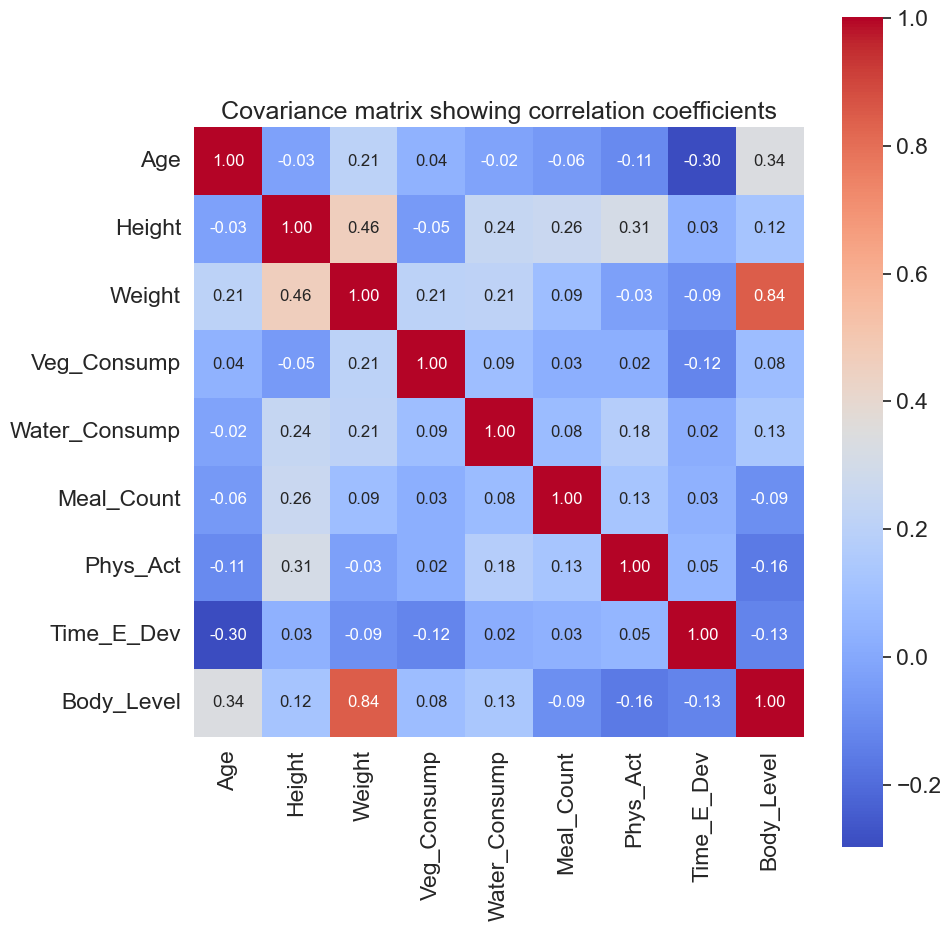 Covariance matrix showing correlation coefficients
Age 1.00 -0.03 0.21 0.04 -0.02 -0.06 -0.11 -0.30 0.34
Height -0.03 1.00 0.46 -0.05 0.24 0.26 0.31 0.03 0.12
Weight 0.21 0.46 1.00 0.21 0.21 0.09 -0.03 -0.09 0.84
Veg_Consump 0.04 -0.05 0.21 1.00 0.09 0.03 0.02 -0.12 0.08
Water_Consump -0.02 0.24 0.21 0.09 1.00 0.08 0.18 0.02 0.13
Meal_Count -0.06 0.26 0.09 0.03 0.08 1.00 0.13 0.03 -0.09
Phys_Act -0.11 0.31 -0.03 0.02 0.18 0.13 1.00 0.05 -0.16
Time_E_Dev -0.30 0.03 -0.09 -0.12 0.02 0.03 0.05 1.00 -0.13
Body_Level 0.34 0.12 0.84 0.08 0.13 -0.09 -0.16 -0.13 1.00
Age Height Weight Veg_Consump Water_Consump Meal_Count Phys_Act Time_E_Dev Body_Level
1.0
0.8
0.6
0.4
0.2
0.0
−0.2